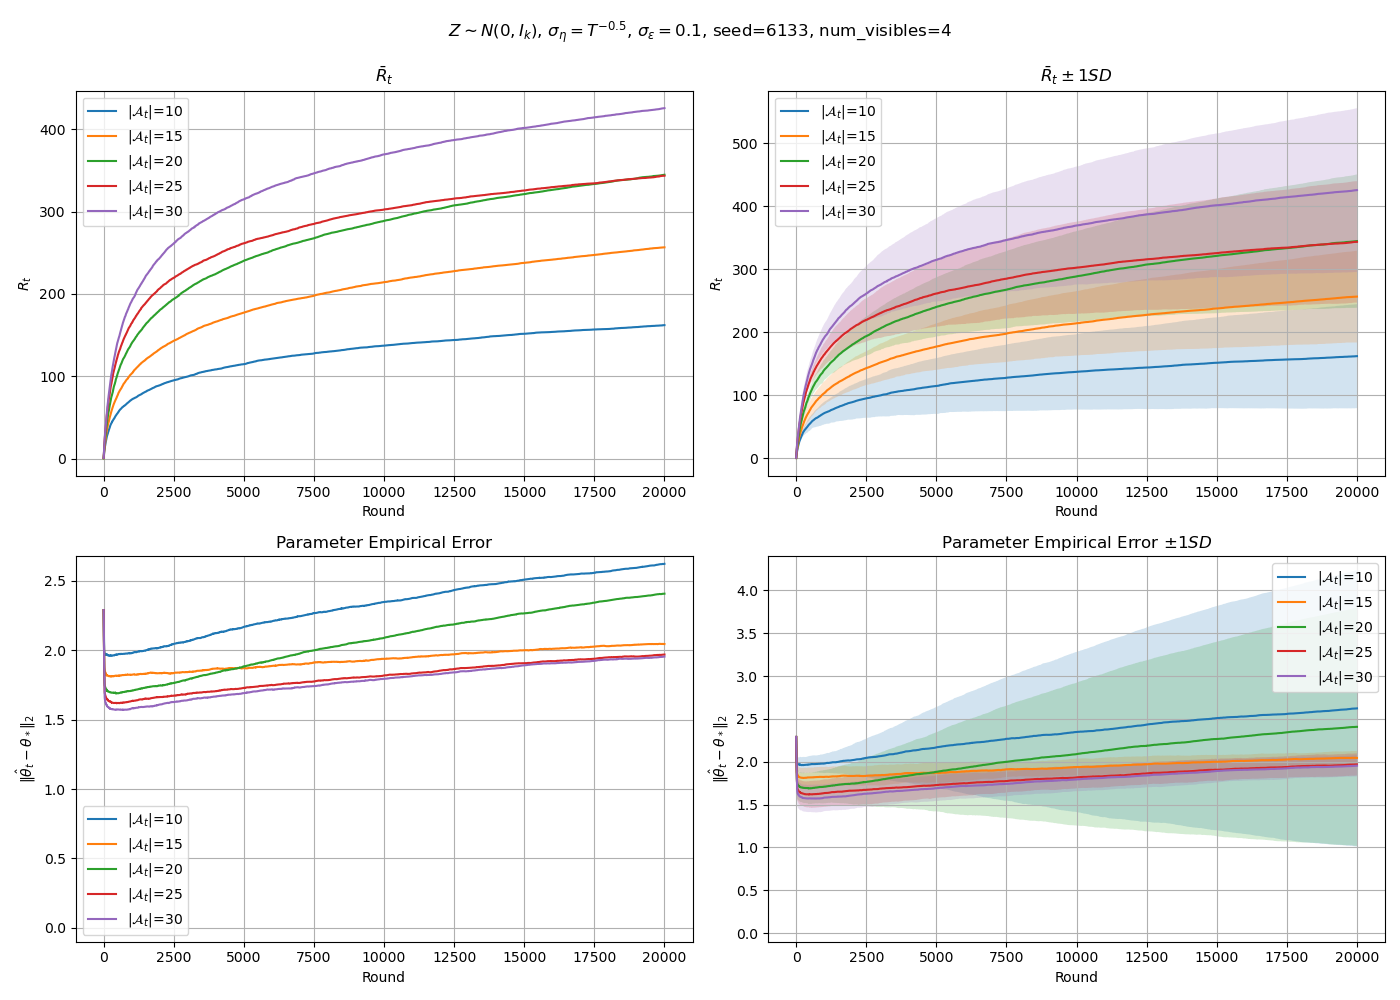 Z ∼ N(0, I_k), σ_η = T^{−0.5}, σ_ε = 0.1, seed=6133, num_visibles=4
R̄_t
R_t
400
300
200
100
0
|𝒜_t|=10
|𝒜_t|=15
|𝒜_t|=20
|𝒜_t|=25
|𝒜_t|=30
0 2500 5000 7500 10000 12500 15000 17500 20000
Round
R̄_t ± 1SD
R_t
500
400
300
200
100
0
|𝒜_t|=10
|𝒜_t|=15
|𝒜_t|=20
|𝒜_t|=25
|𝒜_t|=30
0 2500 5000 7500 10000 12500 15000 17500 20000
Round
Parameter Empirical Error
‖θ̂_t − θ_*‖_2
2.5
2.0
1.5
1.0
0.5
0.0
|𝒜_t|=10
|𝒜_t|=15
|𝒜_t|=20
|𝒜_t|=25
|𝒜_t|=30
0 2500 5000 7500 10000 12500 15000 17500 20000
Round
Parameter Empirical Error ±1SD
‖θ̂_t − θ_*‖_2
4.0
3.5
3.0
2.5
2.0
1.5
1.0
0.5
0.0
|𝒜_t|=10
|𝒜_t|=15
|𝒜_t|=20
|𝒜_t|=25
|𝒜_t|=30
0 2500 5000 7500 10000 12500 15000 17500 20000
Round